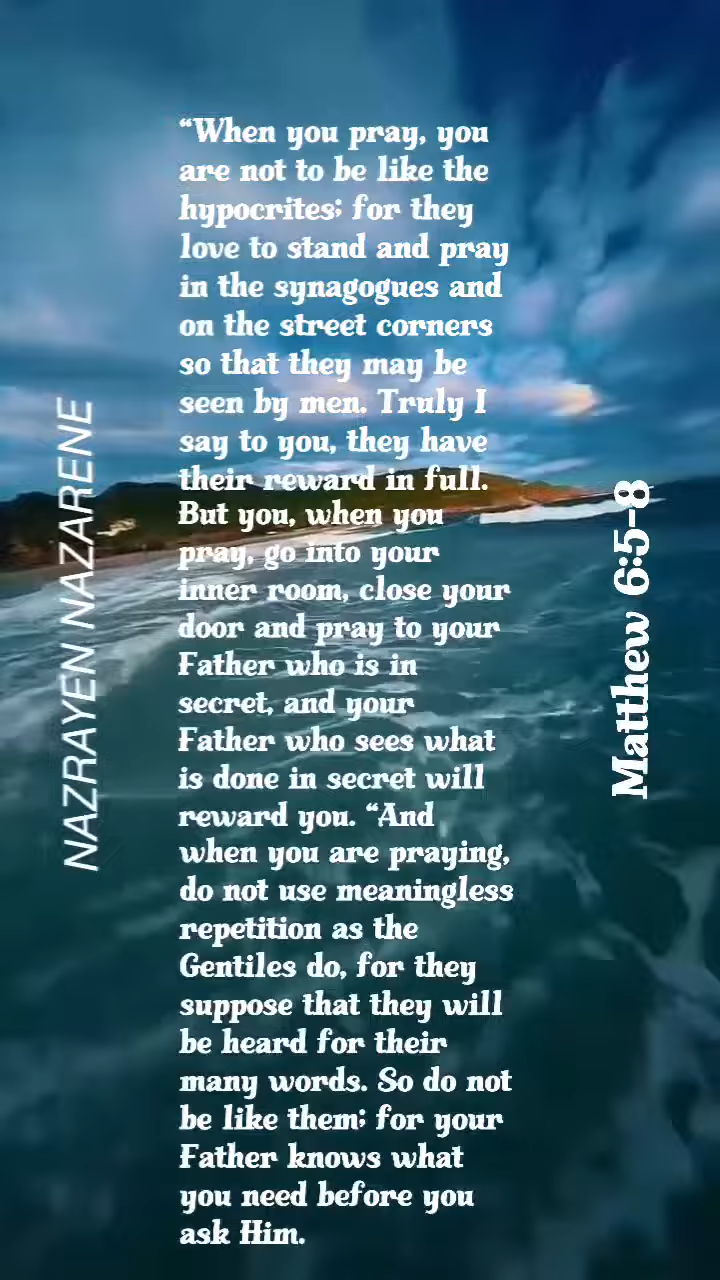 “When you pray, you
are not to be like the
hypocrites; for they
love to stand and pray
in the synagogues and
on the street corners
so that they may be
seen by men. Truly I
say to you, they have
their reward in full.
But you, when you
pray, go into your
inner room, close your
door and pray to your
Father who is in
secret, and your
Father who sees what
is done in secret will
reward you. “And
when you are praying,
do not use meaningless
repetition as the
Gentiles do, for they
suppose that they will
be heard for their
many words. So do not
be like them; for your
Father knows what
you need before you
ask Him.
NAZRAYEN NAZARENE
Matthew 6:5-8